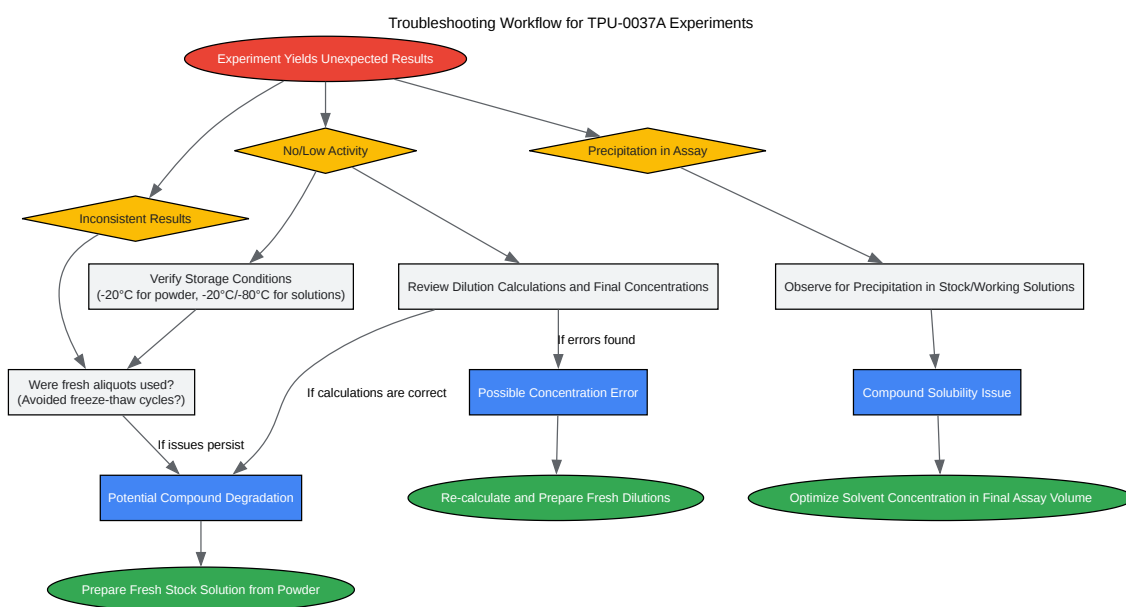 Troubleshooting Workflow for TPU-0037A Experiments
Experiment Yields Unexpected Results
No/Low Activity
Precipitation in Assay
Inconsistent Results
Verify Storage Conditions
(-20°C for powder, -20°C/-80°C for solutions)
Review Dilution Calculations and Final Concentrations
Observe for Precipitation in Stock/Working Solutions
If errors found
Were fresh aliquots used?
(Avoided freeze-thaw cycles?)
If calculations are correct
Possible Concentration Error
Compound Solubility Issue
If issues persist
Potential Compound Degradation
Re-calculate and Prepare Fresh Dilutions
Optimize Solvent Concentration in Final Assay Volume
Prepare Fresh Stock Solution from Powder